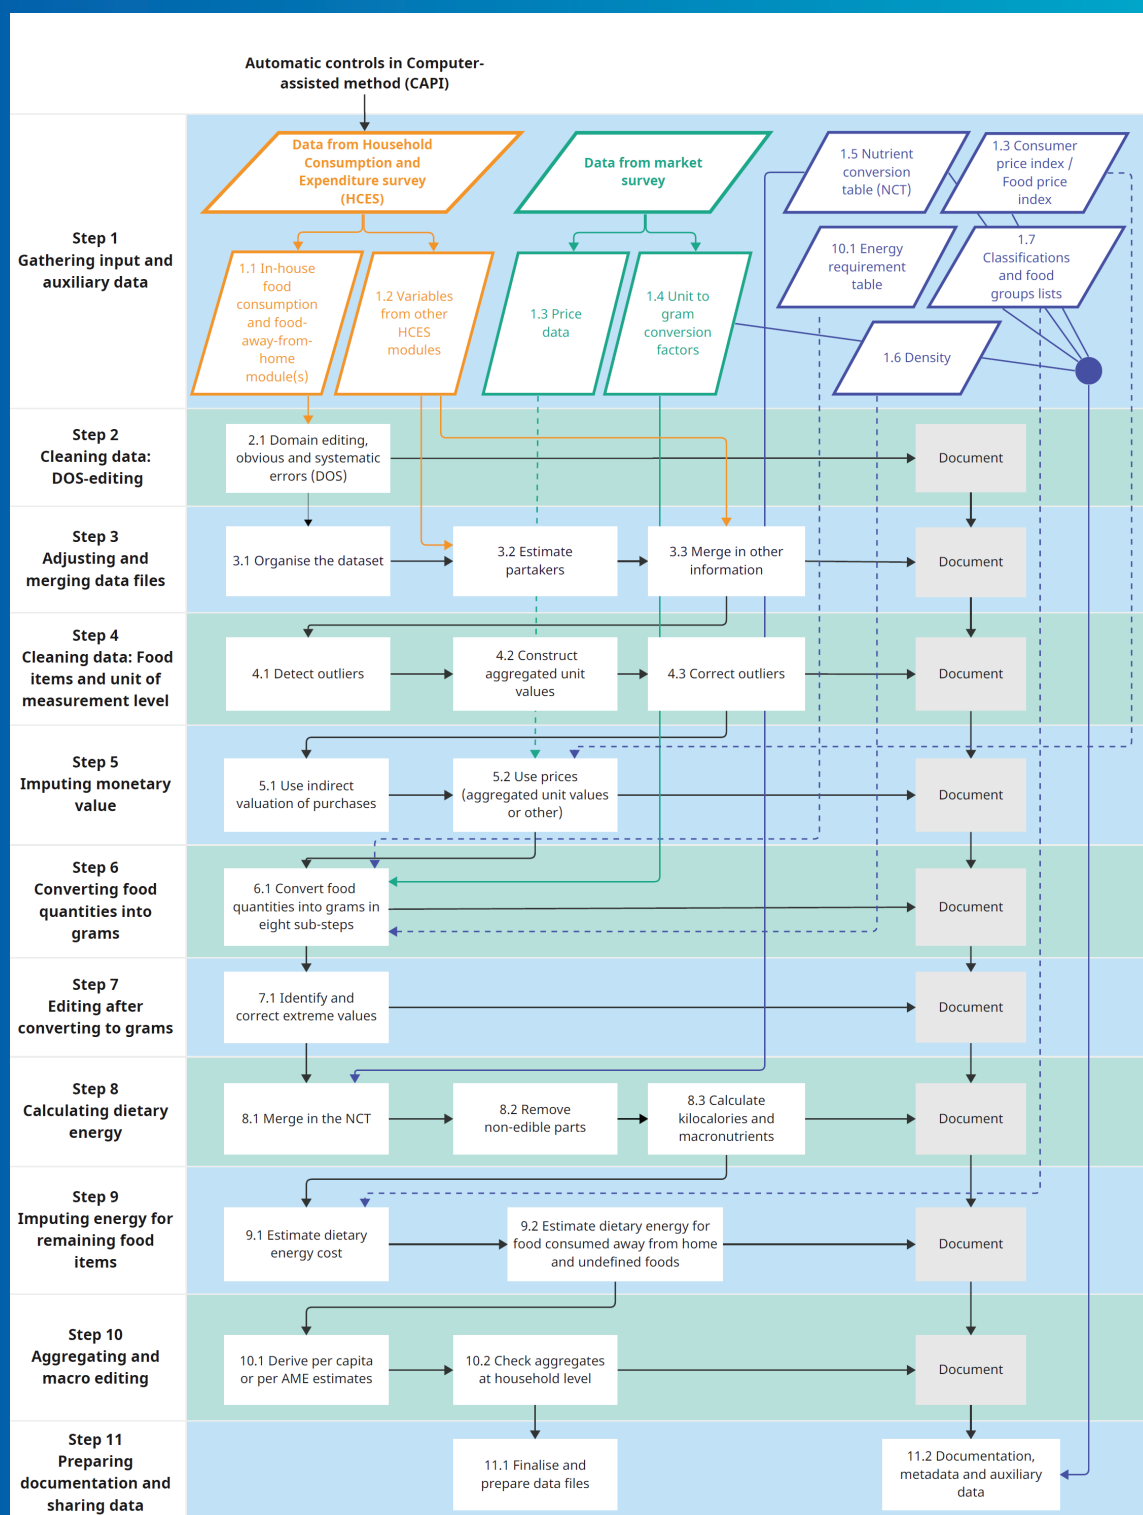 Automatic controls in Computer-
assisted method (CAPI)
Step 1
Gathering input and
auxiliary data
Data from Household
Consumption and
Expenditure survey
(HCES)
Data from market
survey
1.5 Nutrient
conversion
table (NCT)
1.3 Consumer
price index /
Food price
index
1.1 In-house
food
consumption
and food-
away-from-
home
module(s)
1.2 Variables
from other
HCES
modules
1.3 Price
data
1.4 Unit to
gram
conversion
factors
10.1 Energy
requirement
table
1.7
Classifications
and food
groups lists
1.6 Density
Step 2
Cleaning data:
DOS-editing
2.1 Domain editing,
obvious and systematic
errors (DOS)
Document
Step 3
Adjusting and
merging data files
3.1 Organise the dataset
3.2 Estimate
partakers
3.3 Merge in other
information
Document
Step 4
Cleaning data: Food
items and unit of
measurement level
4.1 Detect outliers
4.2 Construct
aggregated unit
values
4.3 Correct outliers
Document
Step 5
Imputing monetary
value
5.1 Use indirect
valuation of purchases
5.2 Use prices
(aggregated unit values
or other)
Document
Step 6
Converting food
quantities into
grams
6.1 Convert food
quantities into grams in
eight sub-steps
Document
Step 7
Editing after
converting to grams
7.1 Identify and
correct extreme values
Document
Step 8
Calculating dietary
energy
8.1 Merge in the NCT
8.2 Remove
non-edible parts
8.3 Calculate
kilocalories and
macronutrients
Document
Step 9
Imputing energy for
remaining food
items
9.1 Estimate dietary
energy cost
9.2 Estimate dietary energy for
food consumed away from home
and undefined foods
Document
Step 10
Aggregating and
macro editing
10.1 Derive per capita
or per AME estimates
10.2 Check aggregates
at household level
Document
Step 11
Preparing
documentation and
sharing data
11.1 Finalise and
prepare data files
11.2 Documentation,
metadata and auxiliary
data